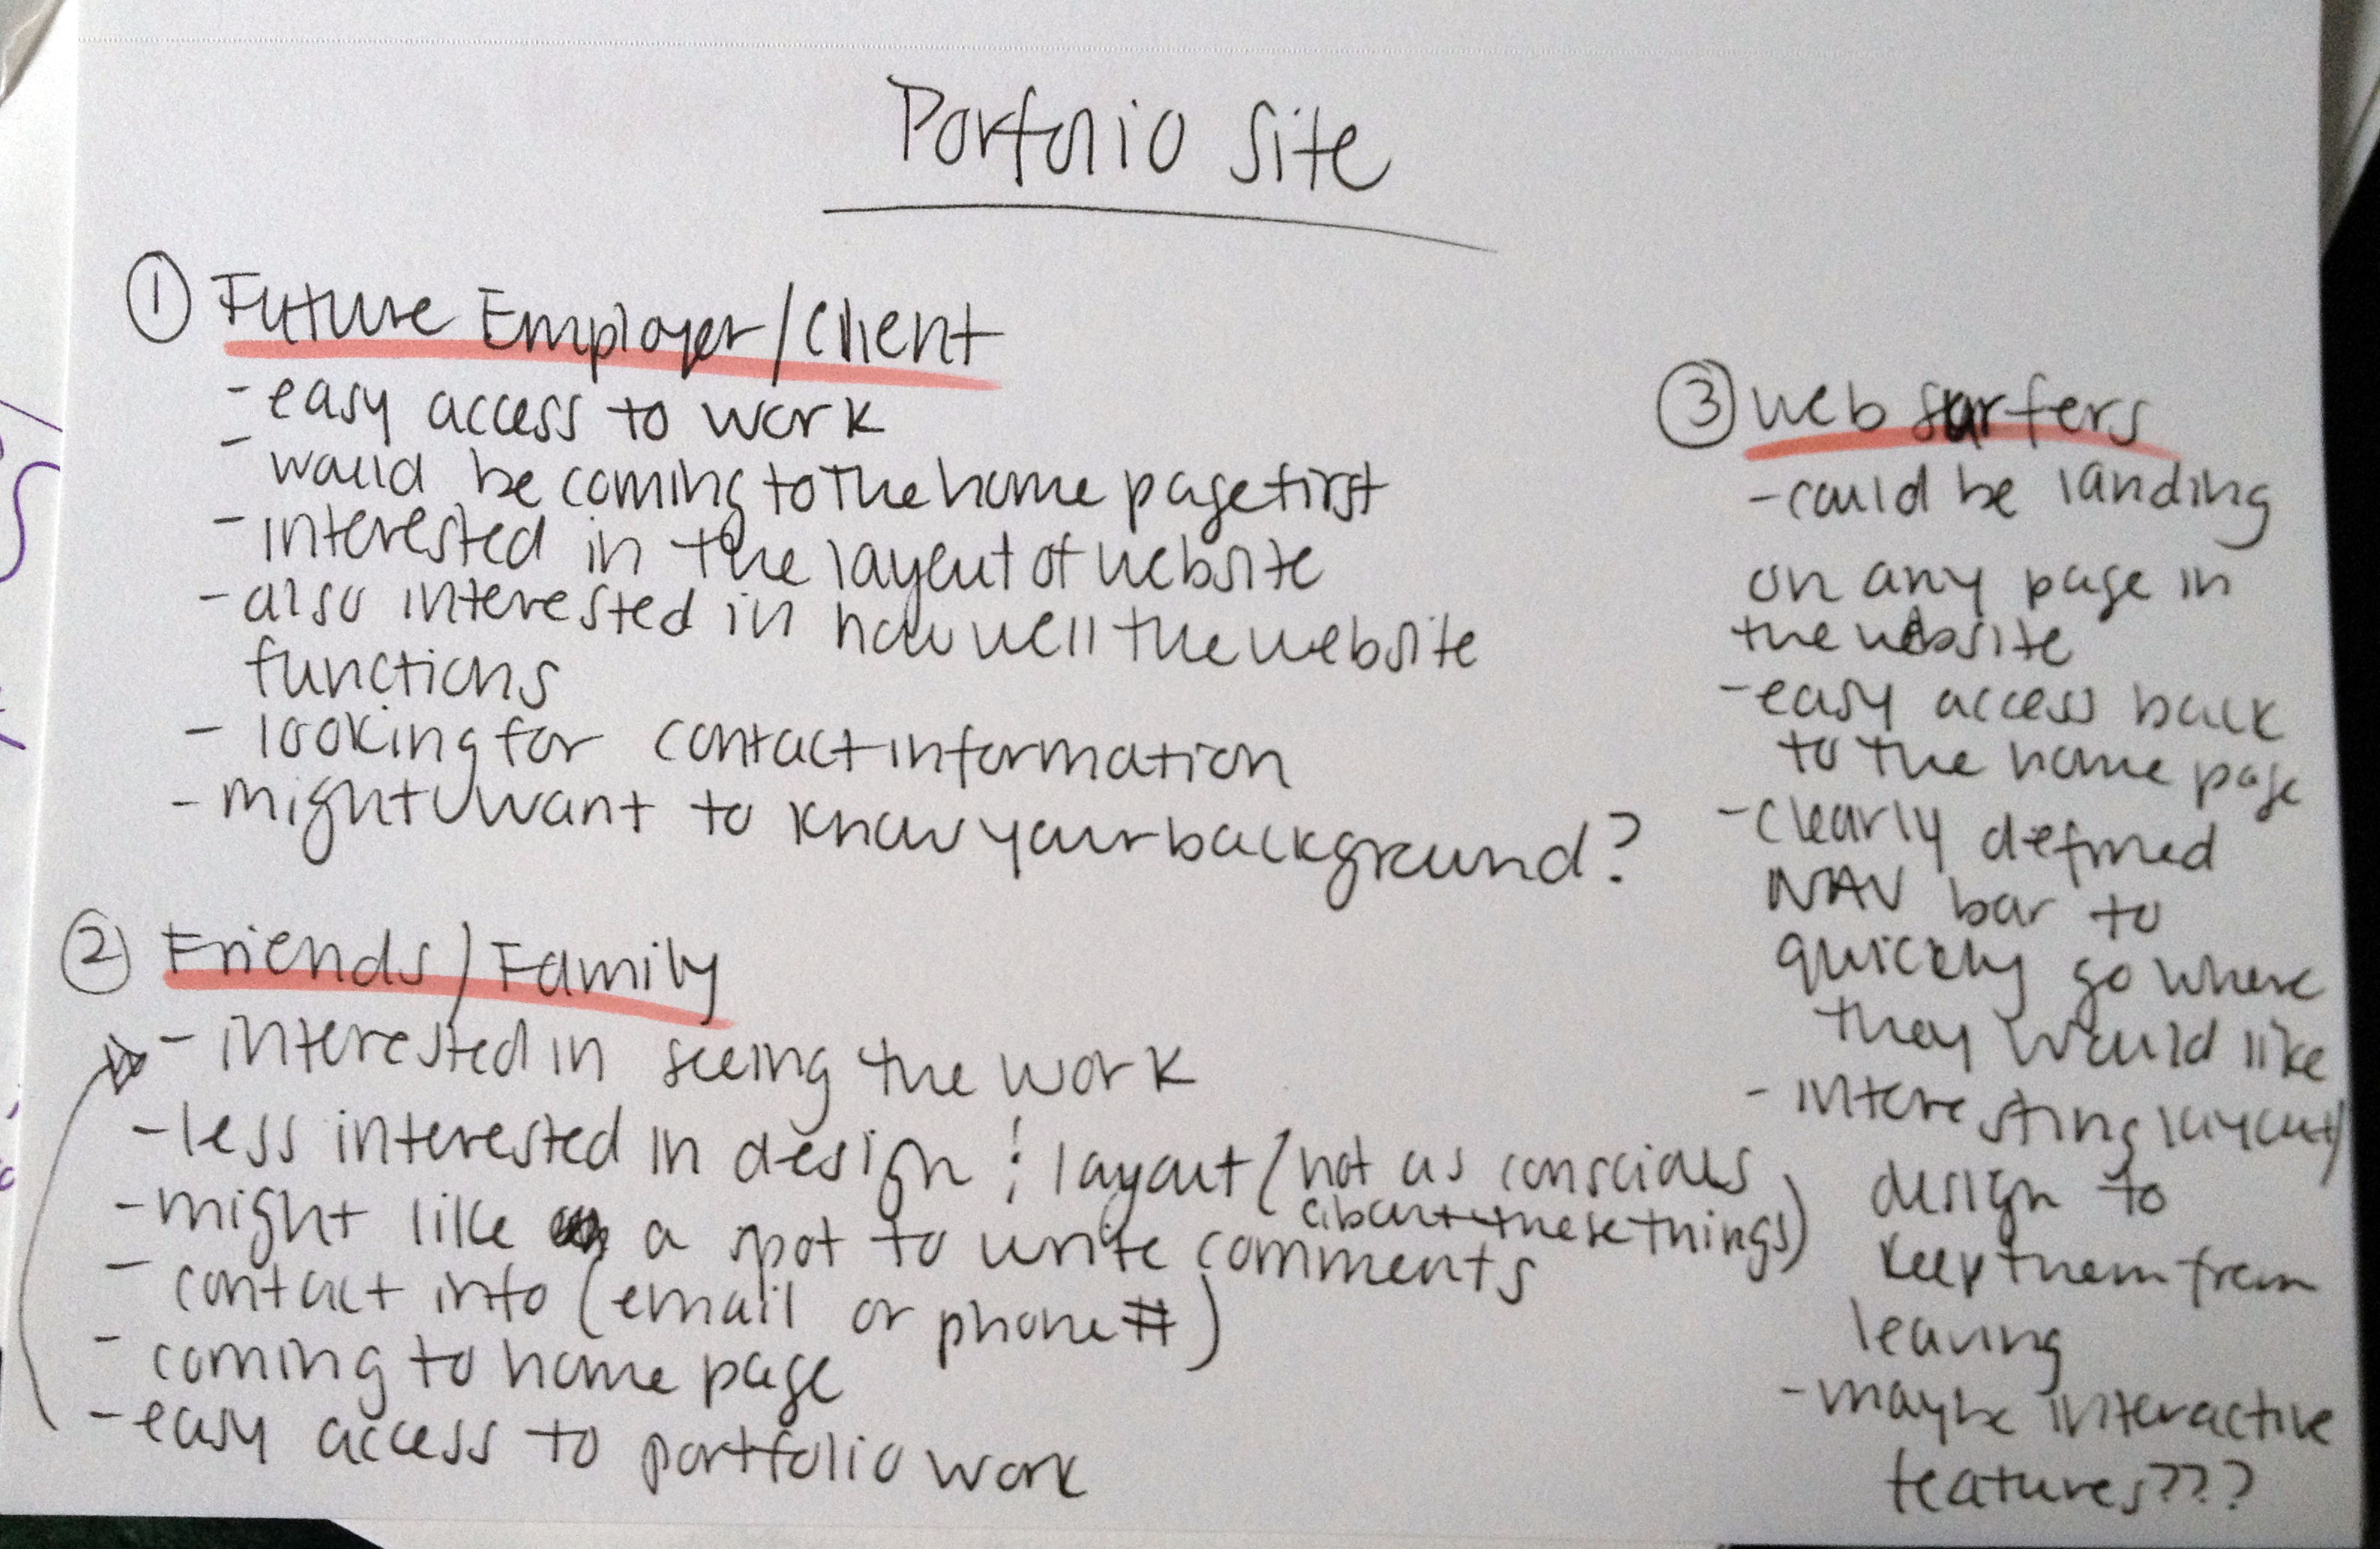 Porfolio Site
① Future Employer/Client
- easy access to work
- would be coming to the home page first
- interested in the layout of website
- also interested in how well the website
functions
- looking for contact information
- might want to know your background?
② Friends/Family
- interested in seeing the work
- less interested in design & layout (not as conscious
about these things)
- might like a spot to write comments
- contact info (email or phone #)
- coming to home page
- easy access to portfolio work
③ web surfers
- could be landing
on any page in
the website
- easy access back
to the home page
- clearly defined
NAV bar to
quickly go where
they would like
- interesting layout/
design to
keep them from
leaving
- maybe interactive
features???